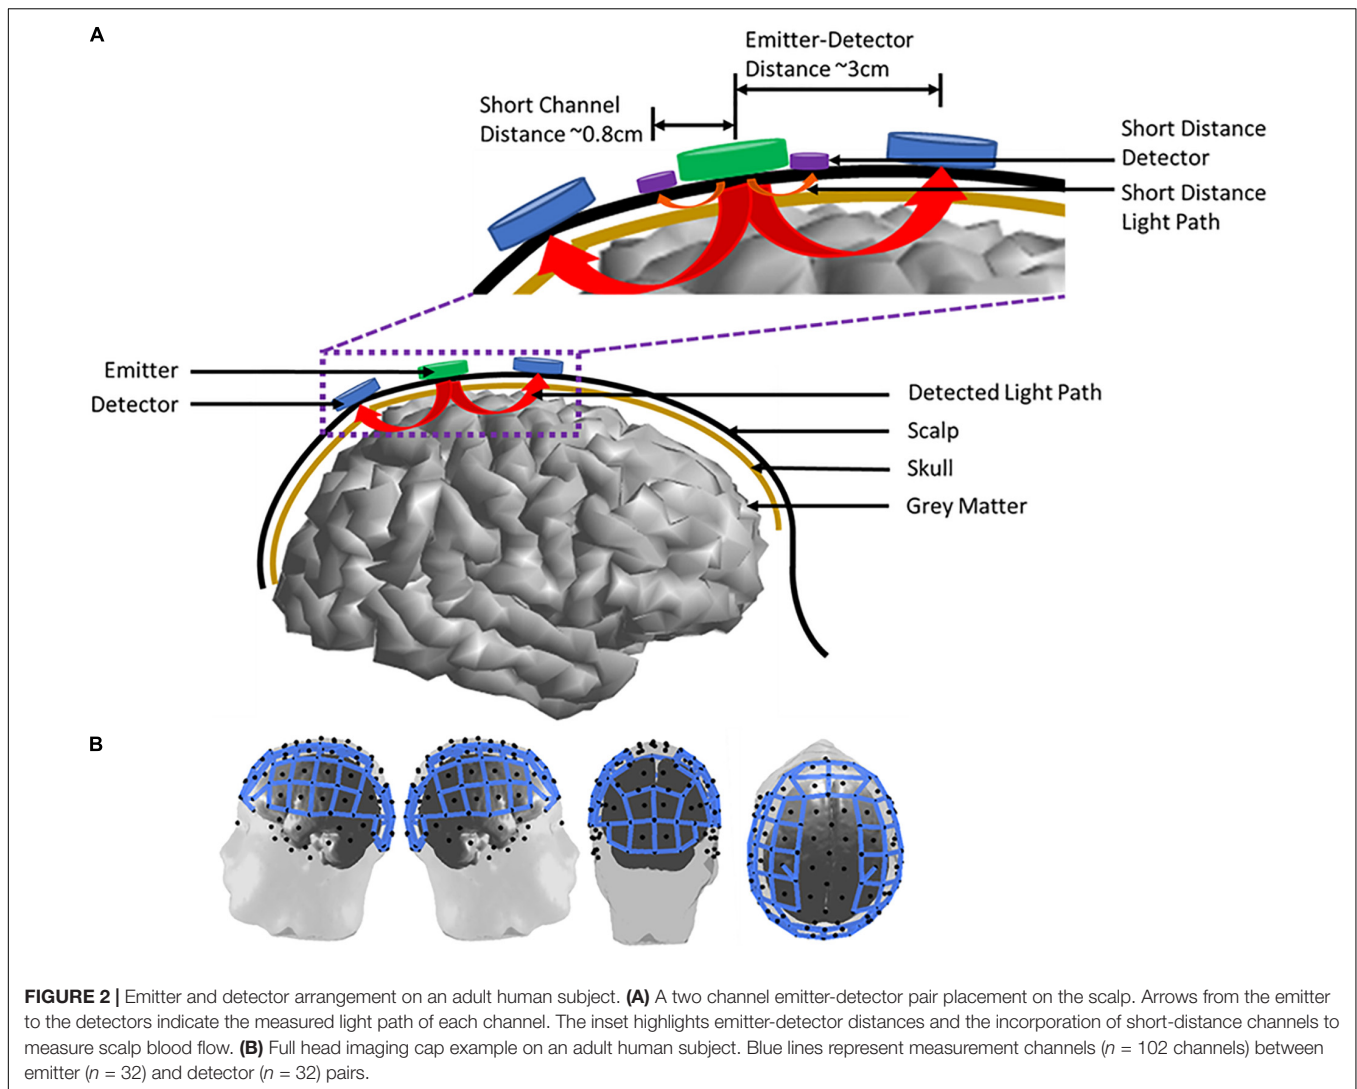 A
Emitter-Detector
Distance ~3cm
Short Channel
Distance ~0.8cm
Short Distance
Detector
Short Distance
Light Path
Emitter
Detector
Detected Light Path
Scalp
Skull
Grey Matter
B
FIGURE 2 | Emitter and detector arrangement on an adult human subject. (A) A two channel emitter-detector pair placement on the scalp. Arrows from the emitter
to the detectors indicate the measured light path of each channel. The inset highlights emitter-detector distances and the incorporation of short-distance channels to
measure scalp blood flow. (B) Full head imaging cap example on an adult human subject. Blue lines represent measurement channels (n = 102 channels) between
emitter (n = 32) and detector (n = 32) pairs.